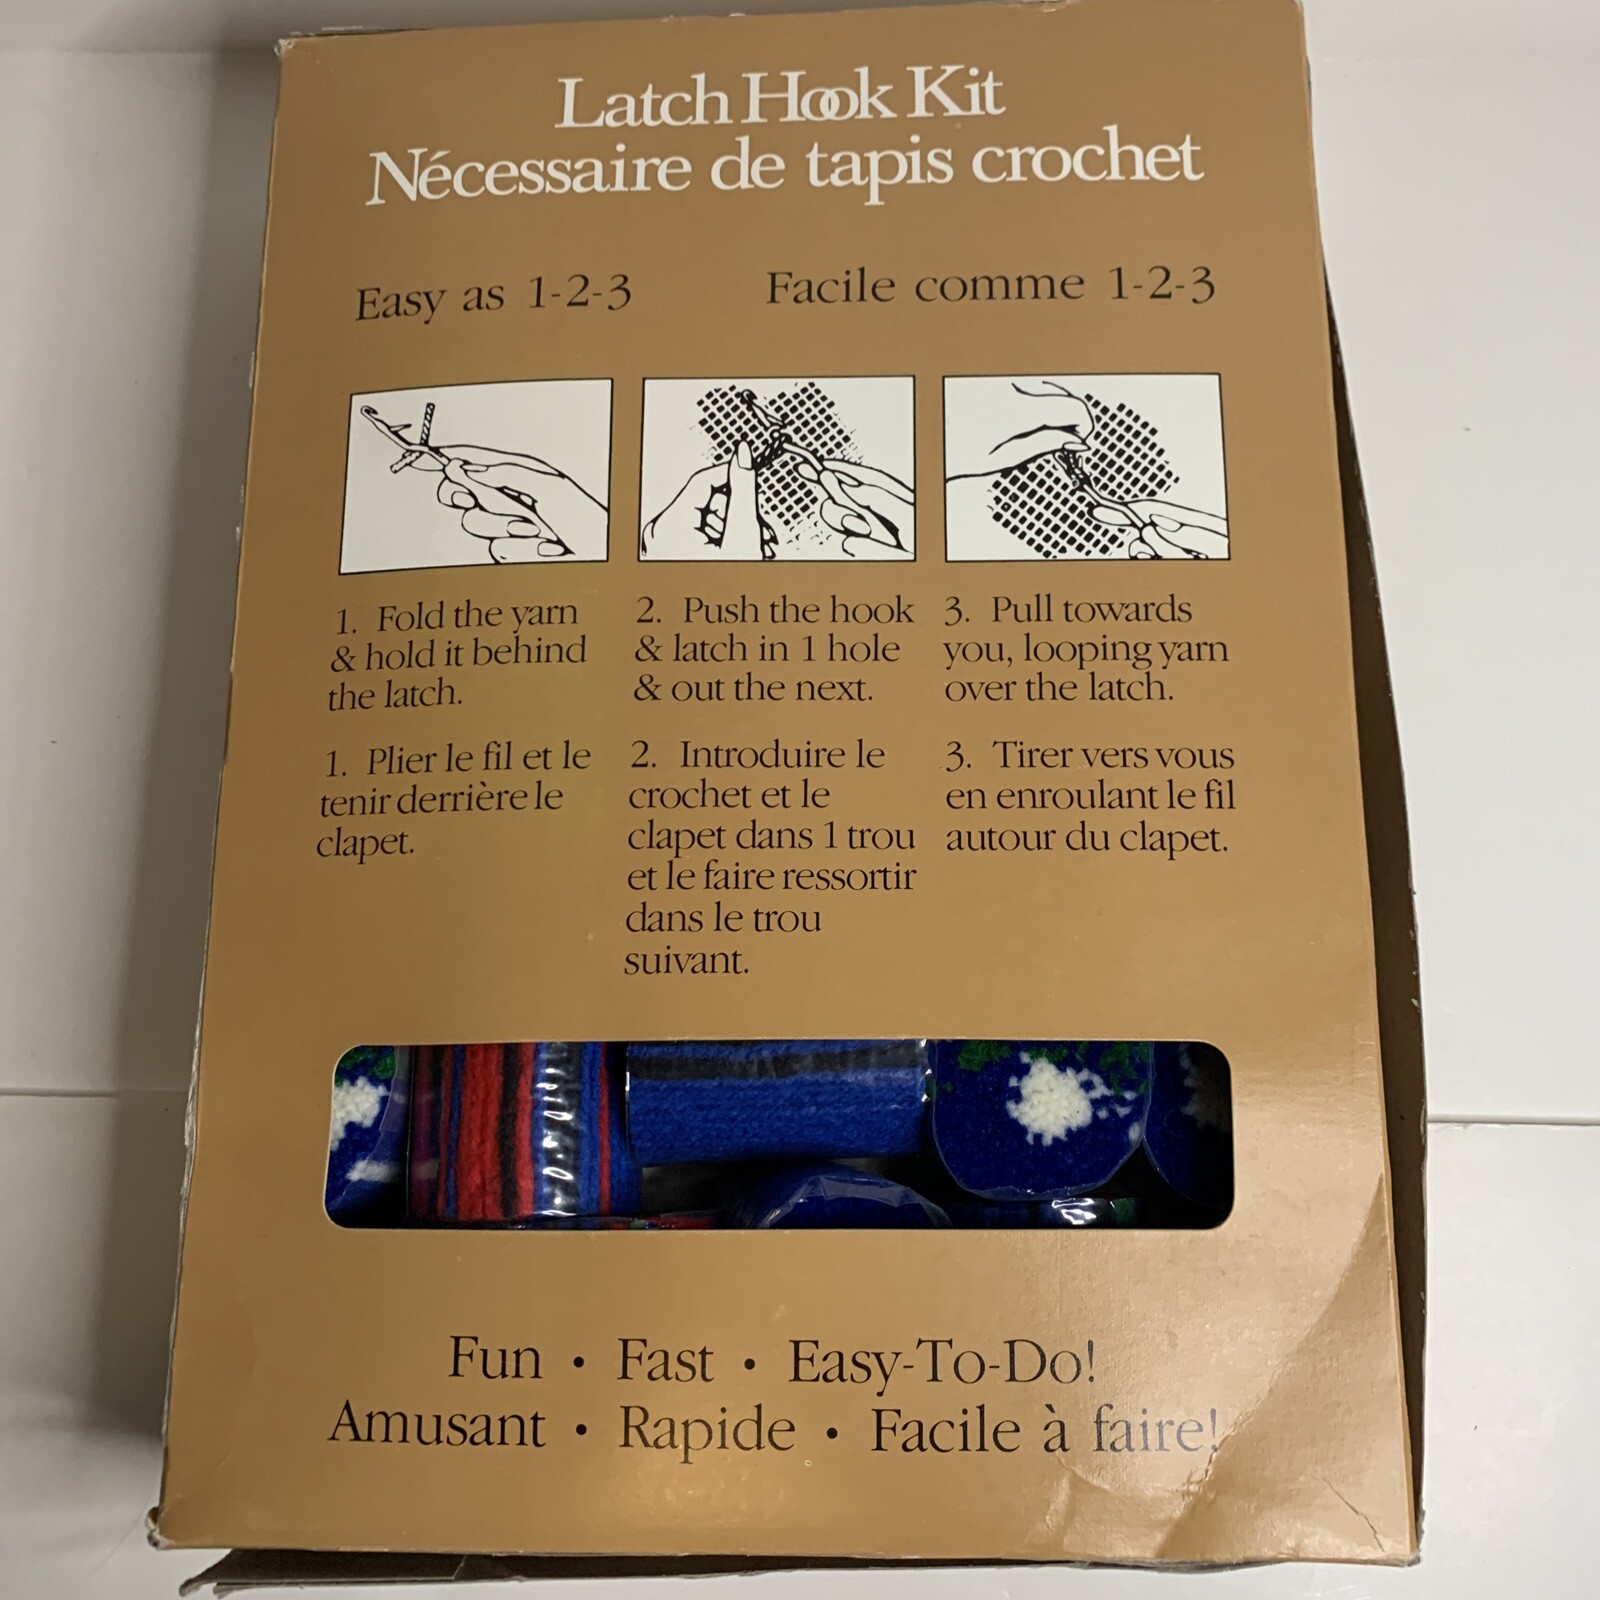 Latch Hook Kit
Nécessaire de tapis crochet
Easy as 1-2-3
Facile comme 1-2-3
1. Fold the yarn
& hold it behind
the latch.
2. Push the hook
& latch in 1 hole
& out the next.
3. Pull towards
you, looping yarn
over the latch.
1. Plier le fil et le
tenir derrière le
clapet.
2. Introduire le
crochet et le
clapet dans 1 trou
et le faire ressortir
dans le trou
suivant.
3. Tirer vers vous
en enroulant le fil
autour du clapet.
Fun • Fast • Easy-To-Do!
Amusant • Rapide • Facile à faire!